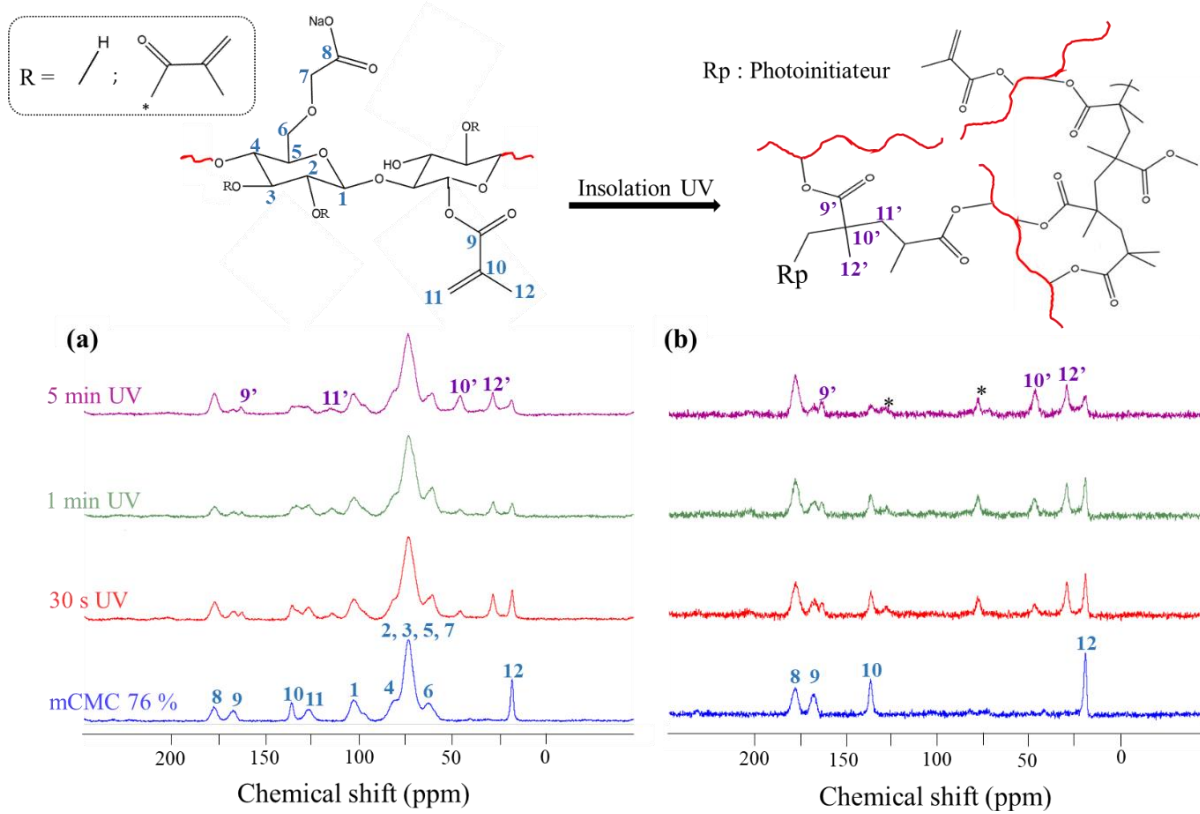 R = H ; O *
NaO
8
O
7
O
6
4
5
O
O
2
RO
3
OR
1
O
HO
OR
O
O
O
9
10
11
12
Insolation UV
Rp : Photoinitiateur
O
O
O
O
O
O
O
O
O
O
O
O
O
O
9’
11’
10’
12’
Rp
(a)
5 min UV
9’
11’
10’
12’
1 min UV
30 s UV
2, 3, 5, 7
mCMC 76 %
8
9
10
11
1
4
6
12
200
150
100
50
0
Chemical shift (ppm)
(b)
9’
*
*
10’
12’
8
9
10
12
200
150
100
50
0
Chemical shift (ppm)